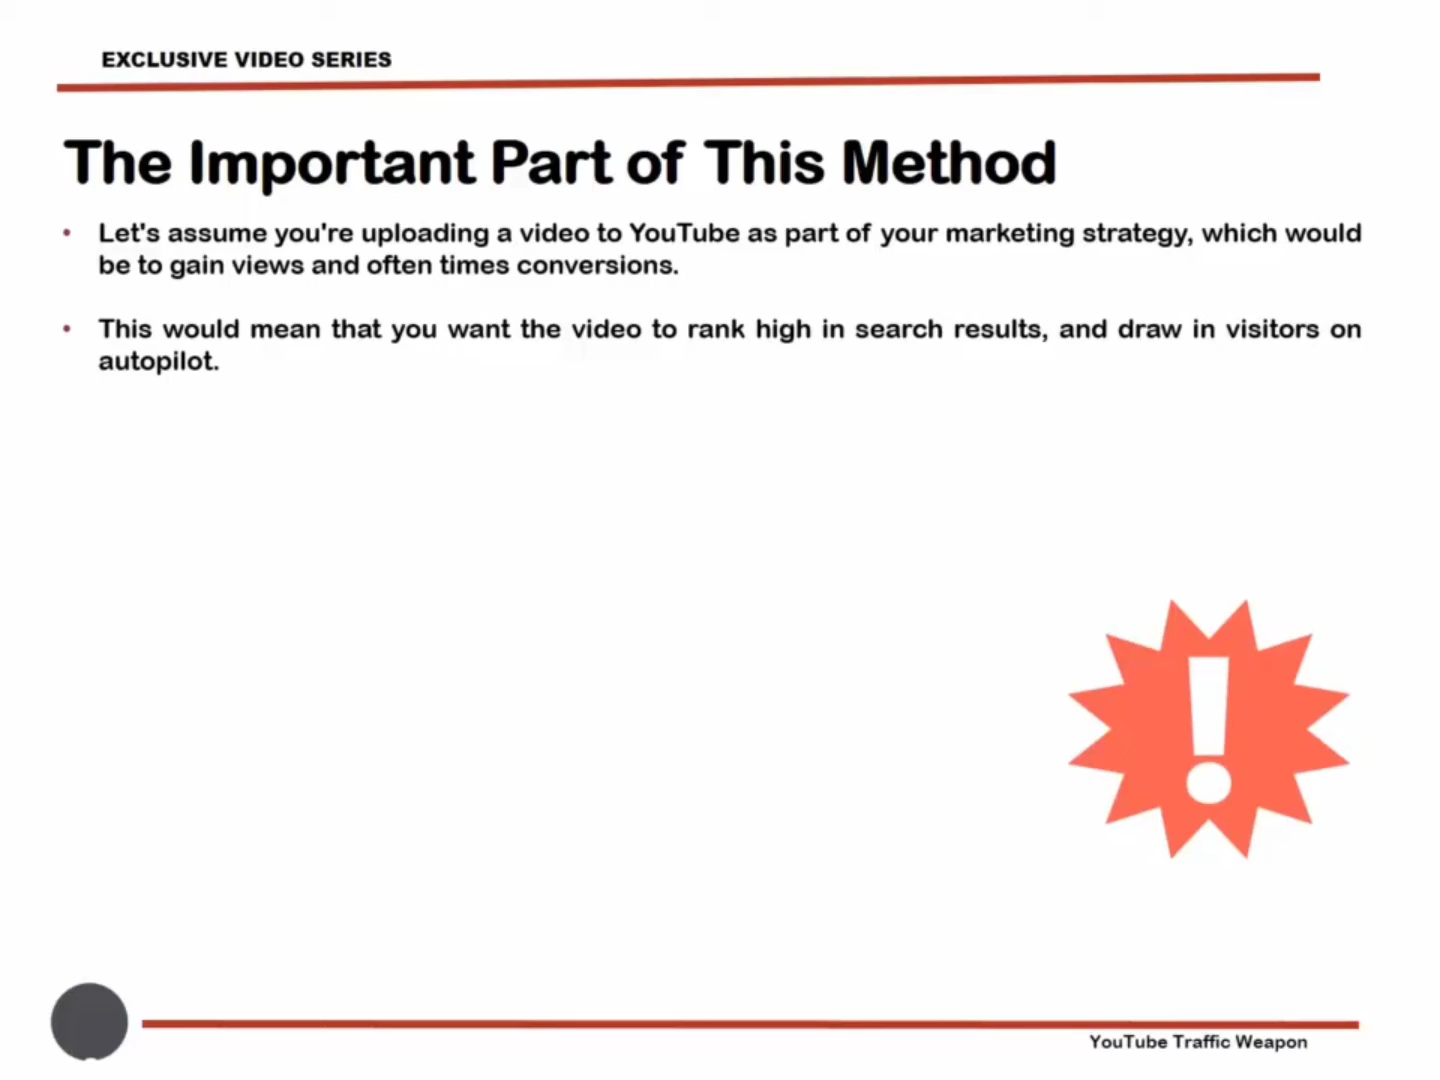 EXCLUSIVE VIDEO SERIES
The Important Part of This Method
• Let's assume you're uploading a video to YouTube as part of your marketing strategy, which would
be to gain views and often times conversions.
• This would mean that you want the video to rank high in search results, and draw in visitors on
autopilot.
YouTube Traffic Weapon